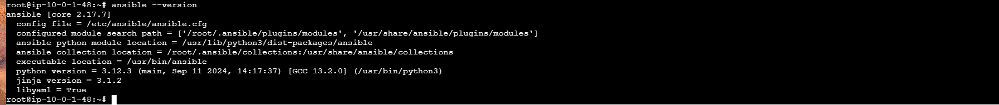 root@ip-10-0-1-48:~# ansible --version
ansible [core 2.17.7]
  config file = /etc/ansible/ansible.cfg
  configured module search path = ['/root/.ansible/plugins/modules', '/usr/share/ansible/plugins/modules']
  ansible python module location = /usr/lib/python3/dist-packages/ansible
  ansible collection location = /root/.ansible/collections:/usr/share/ansible/collections
  executable location = /usr/bin/ansible
  python version = 3.12.3 (main, Sep 11 2024, 14:17:37) [GCC 13.2.0] (/usr/bin/python3)
  jinja version = 3.1.2
  libyaml = True
root@ip-10-0-1-48:~#